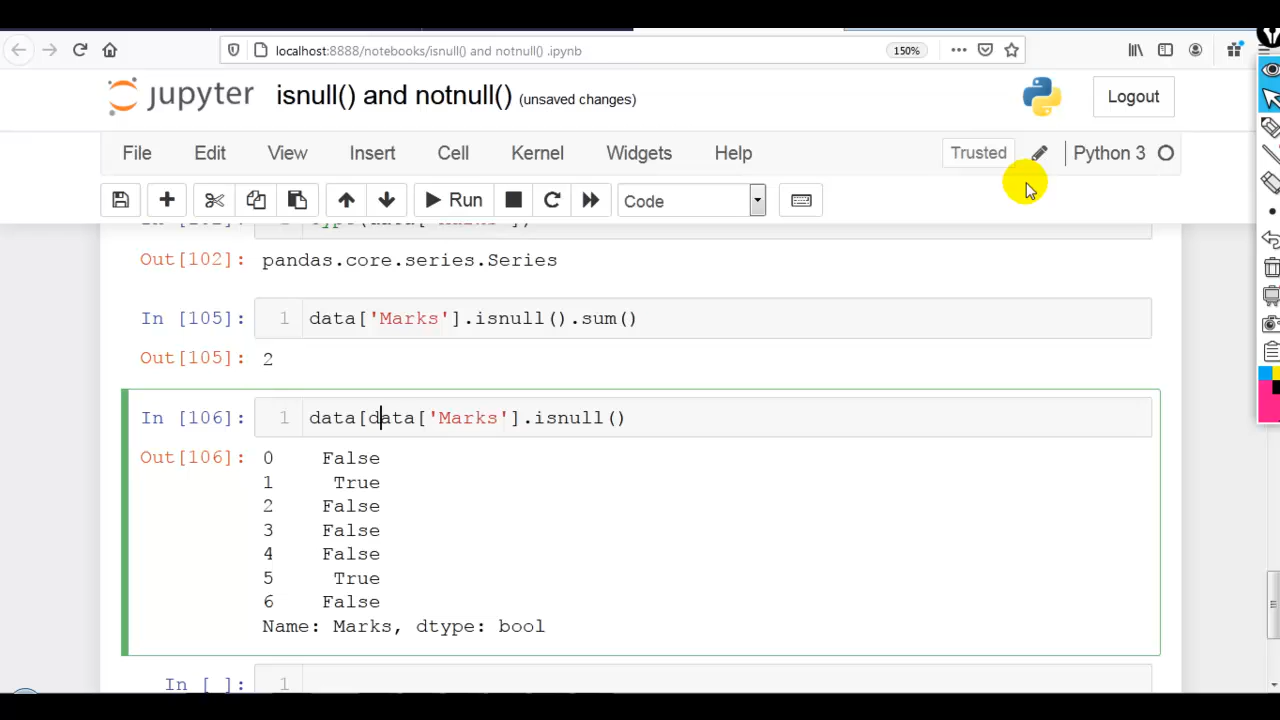 localhost:8888/notebooks/isnull() and notnull() .ipynb
150%
jupyter isnull() and notnull() (unsaved changes)
Logout
File Edit View Insert Cell Kernel Widgets Help Trusted Python 3
Run Code
Out[102]: pandas.core.series.Series
In [105]: 1 data['Marks'].isnull().sum()
Out[105]: 2
In [106]: 1 data[data['Marks'].isnull()
Out[106]: 0 False
1 True
2 False
3 False
4 False
5 True
6 False
Name: Marks, dtype: bool
In [ ]: 1